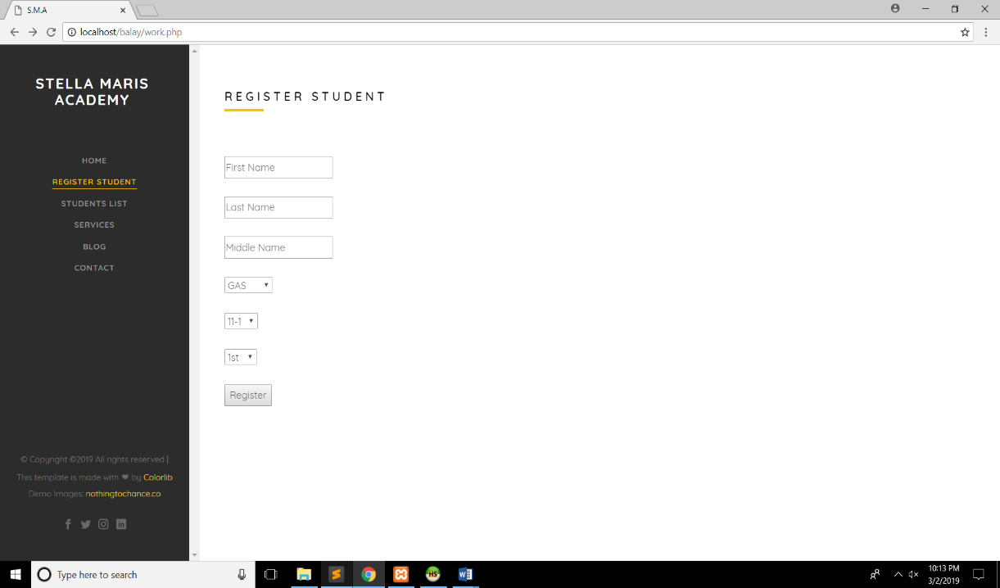 S.M.A
localhost/balay/work.php
STELLA MARIS
ACADEMY
HOME
REGISTER STUDENT
STUDENTS LIST
SERVICES
BLOG
CONTACT
© Copyright ©2019 All rights reserved |
This template is made with ♥ by Colorlib
Demo Images: nothingtochance.co
REGISTER STUDENT
First Name
Last Name
Middle Name
GAS
11-1
1st
Register
Type here to search
HS
W
10:13 PM
3/2/2019